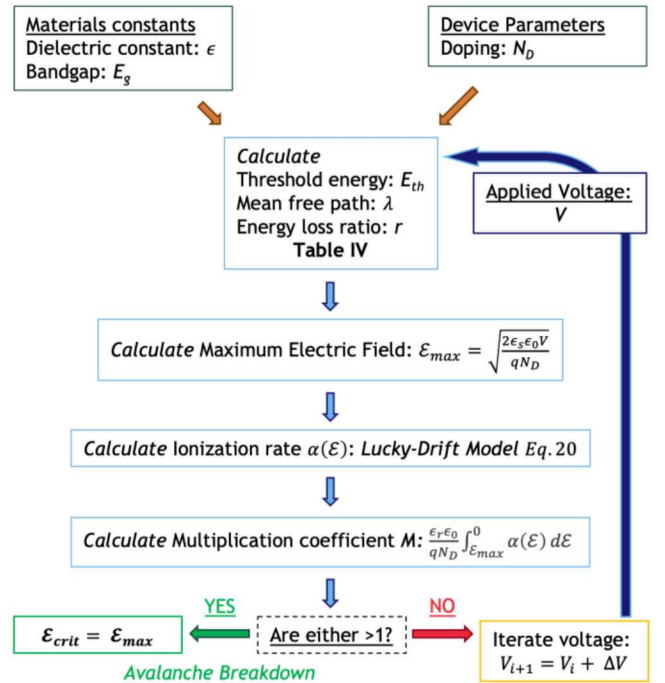 Materials constants
Dielectric constant: ϵ
Bandgap: E_g
Device Parameters
Doping: N_D
Calculate
Threshold energy: E_th
Mean free path: λ
Energy loss ratio: r
Table IV
Applied Voltage:
V
Calculate Maximum Electric Field: ℰ_max = √(2ϵ_sϵ_0V / qN_D)
Calculate Ionization rate α(ℰ): Lucky-Drift Model Eq. 20
Calculate Multiplication coefficient M: ϵ_rϵ_0 / qN_D ∫_{ℰ_max}^{0} α(ℰ) dℰ
YES
NO
ℰ_crit = ℰ_max
Are either >1?
Iterate voltage:
V_{i+1} = V_i + ΔV
Avalanche Breakdown